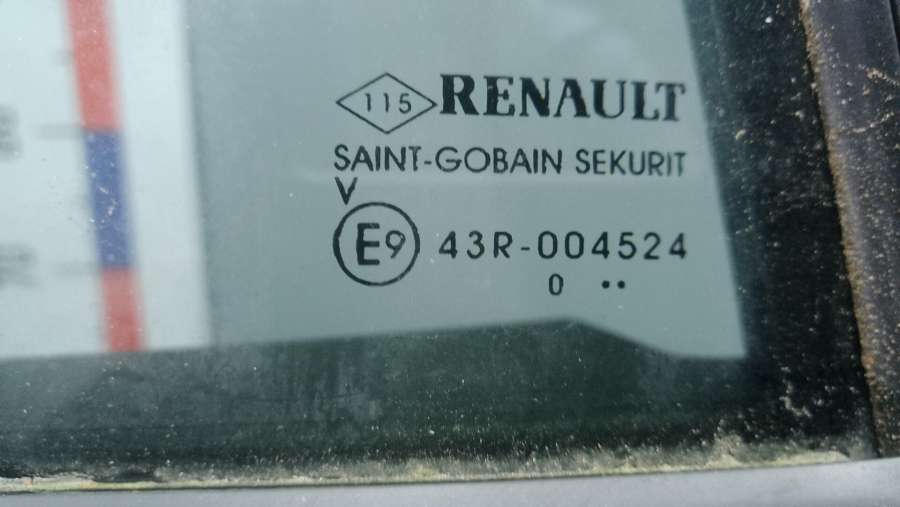 115 RENAULT
SAINT-GOBAIN SEKURIT
V
E9 43R-004524
0 ..